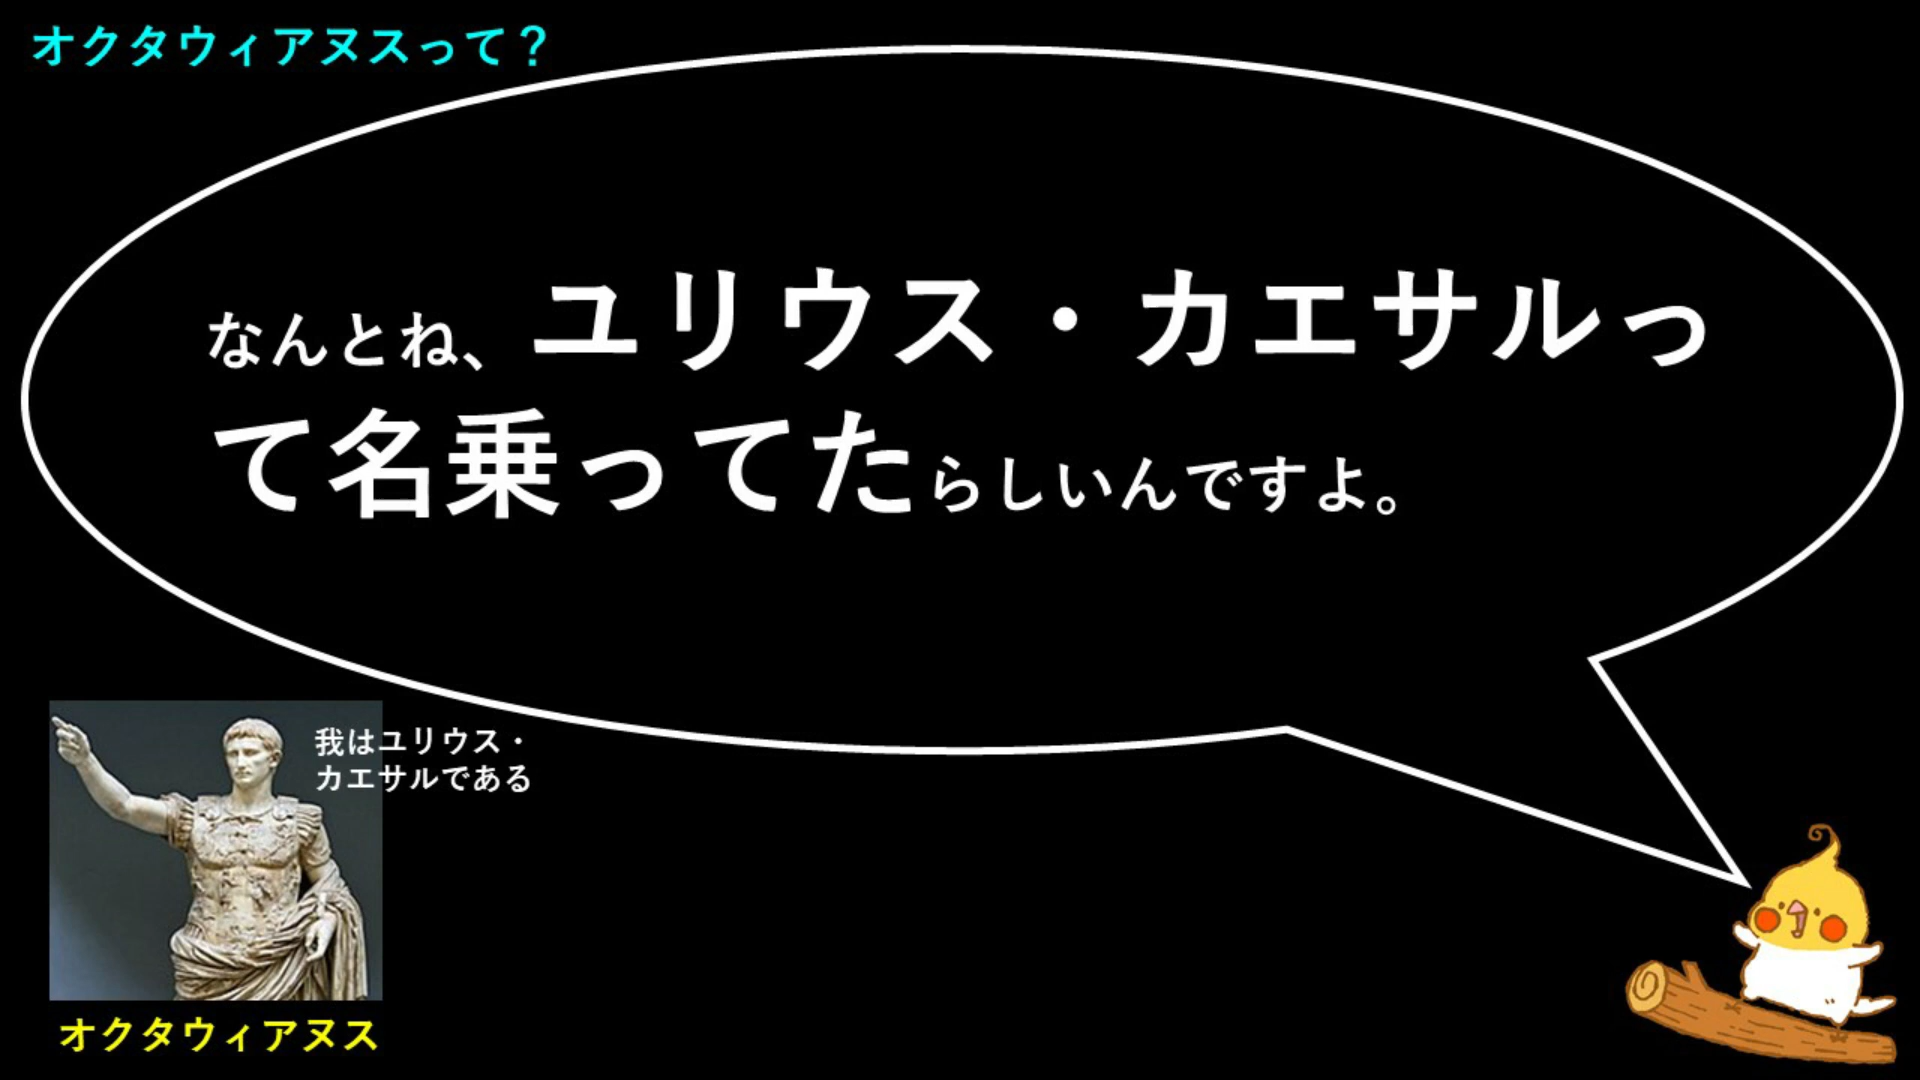 オクタウィアヌスって？
なんとね、ユリウス・カエサルっ
て名乗ってたらしいんですよ。
我はユリウス・
カエサルである
オクタウィアヌス